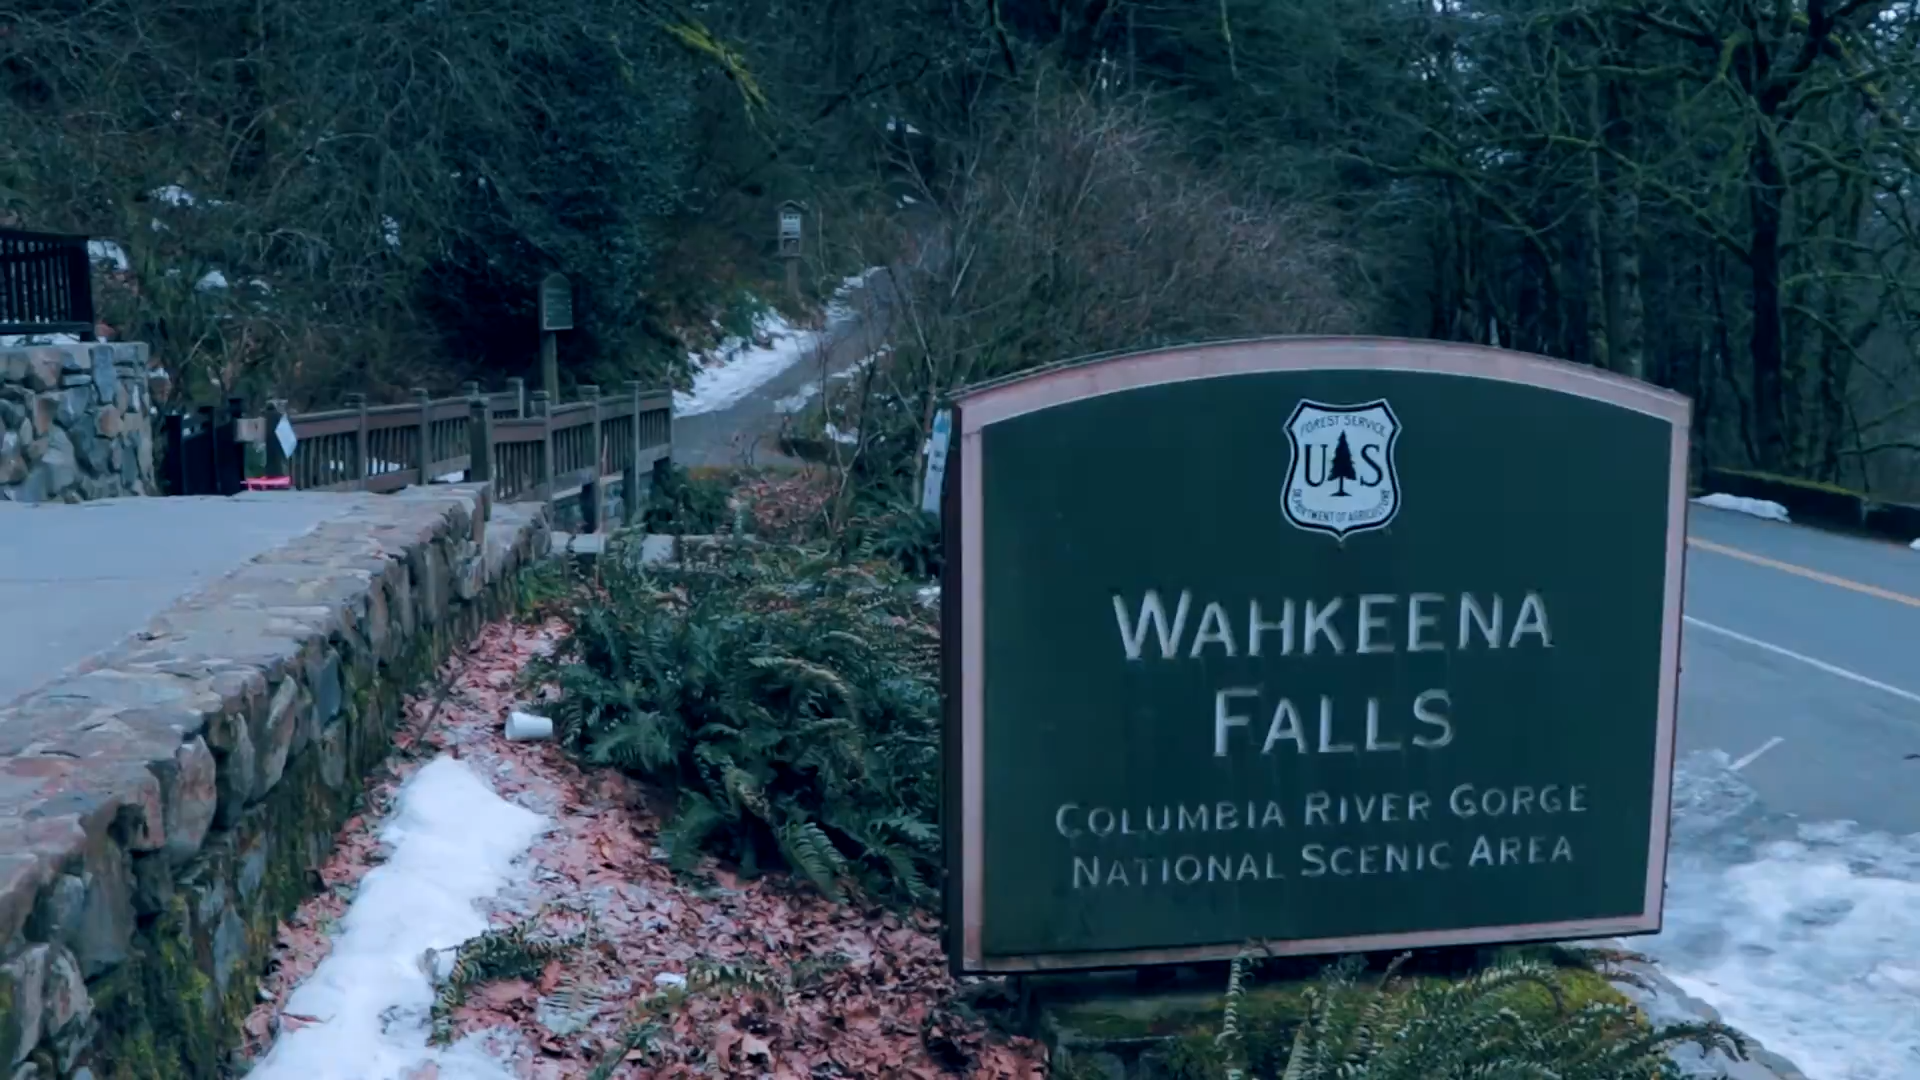 FOREST SERVICE
U S
DEPARTMENT OF AGRICULTURE
WAHKEENA
FALLS
COLUMBIA RIVER GORGE
NATIONAL SCENIC AREA